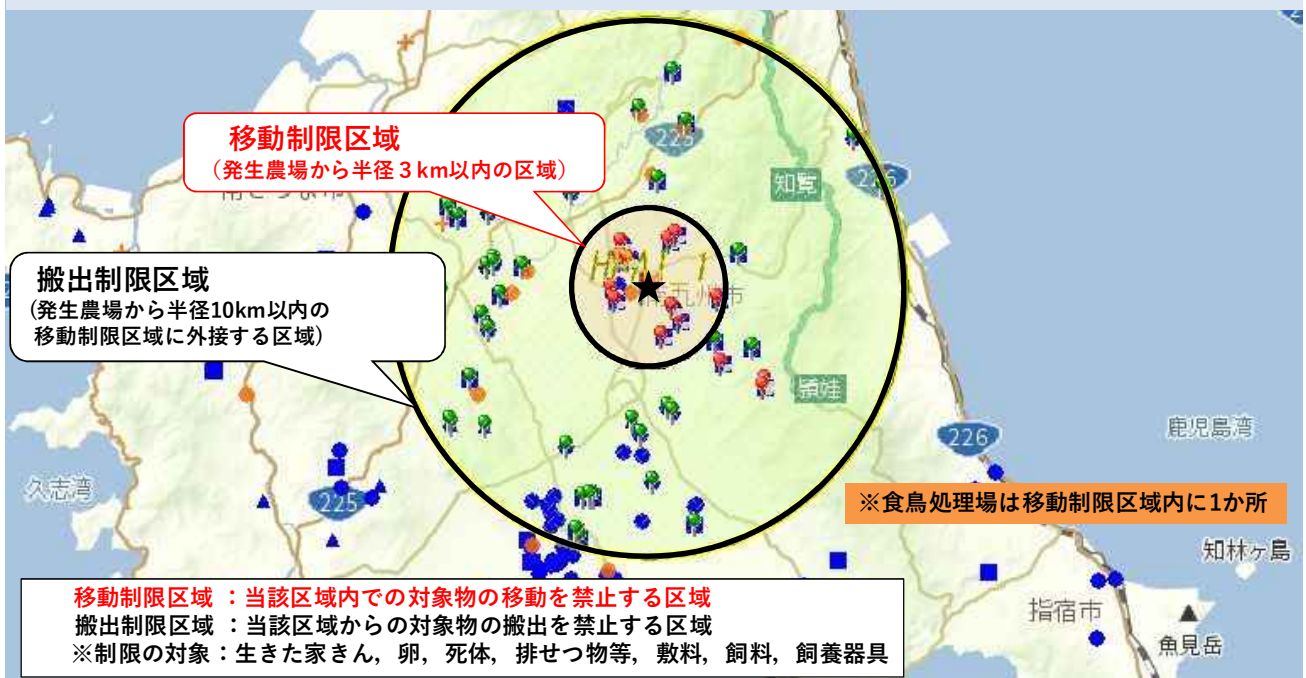 225
移動制限区域
(発生農場から半径３km以内の区域)
知覧
226
搬出制限区域
(発生農場から半径10km以内の
移動制限区域に外接する区域)
頴娃
226
鹿児島湾
久志湾
225
※食鳥処理場は移動制限区域内に1か所
知林ヶ島
指宿市
魚見岳
移動制限区域 ：当該区域内での対象物の移動を禁止する区域
搬出制限区域 ：当該区域からの対象物の搬出を禁止する区域
※制限の対象：生きた家きん，卵，死体，排せつ物等，敷料，飼料，飼養器具